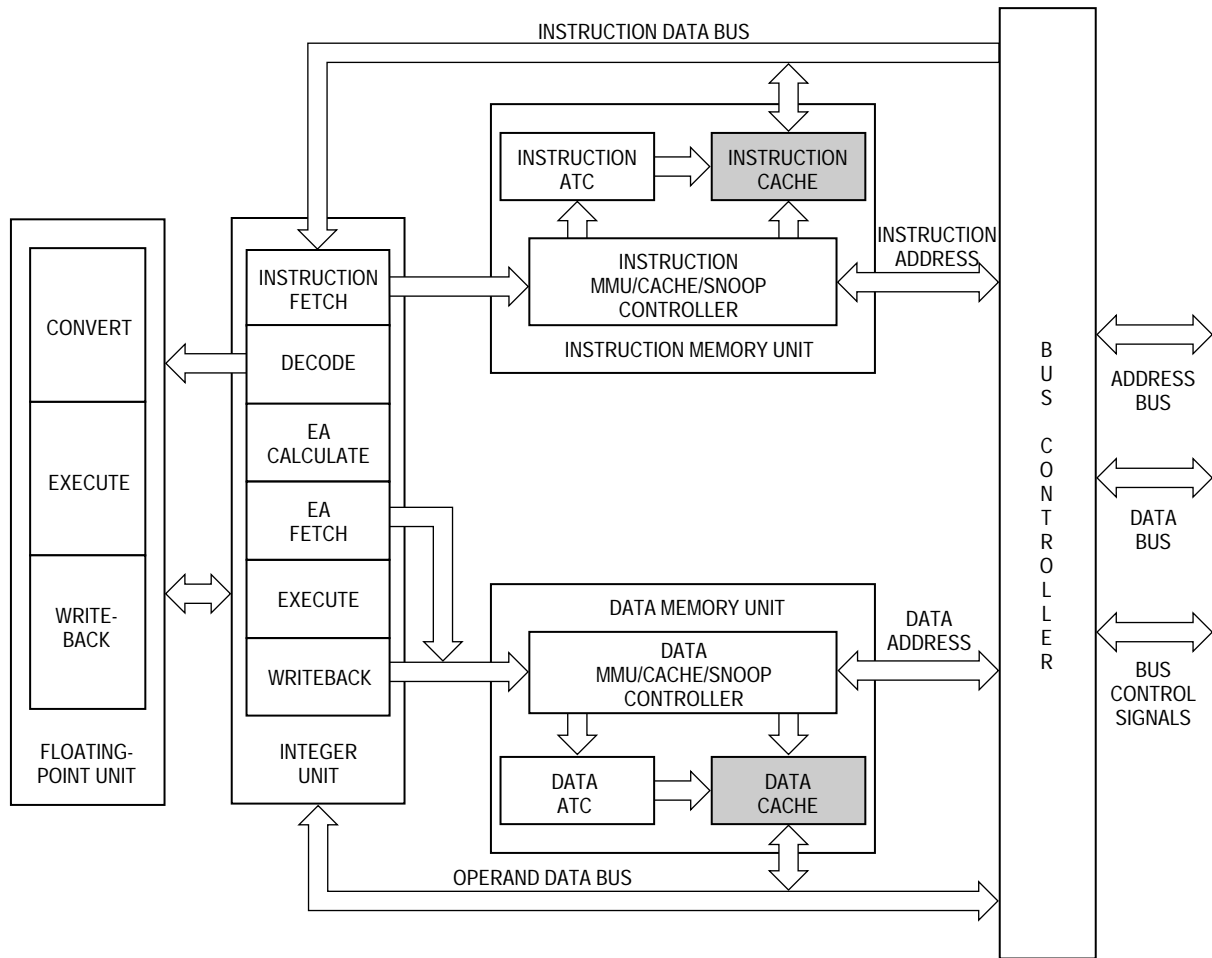 INSTRUCTION DATA BUS
INSTRUCTION
ATC
INSTRUCTION
CACHE
INSTRUCTION
MMU/CACHE/SNOOP
CONTROLLER
INSTRUCTION MEMORY UNIT
INSTRUCTION
ADDRESS
CONVERT
EXECUTE
WRITE-
BACK
FLOATING-
POINT UNIT
INSTRUCTION
FETCH
DECODE
EA
CALCULATE
EA
FETCH
EXECUTE
WRITEBACK
INTEGER
UNIT
DATA MEMORY UNIT
DATA
MMU/CACHE/SNOOP
CONTROLLER
DATA
ATC
DATA
CACHE
DATA
ADDRESS
OPERAND DATA BUS
BUS CONTROLLER
ADDRESS
BUS
DATA
BUS
BUS
CONTROL
SIGNALS